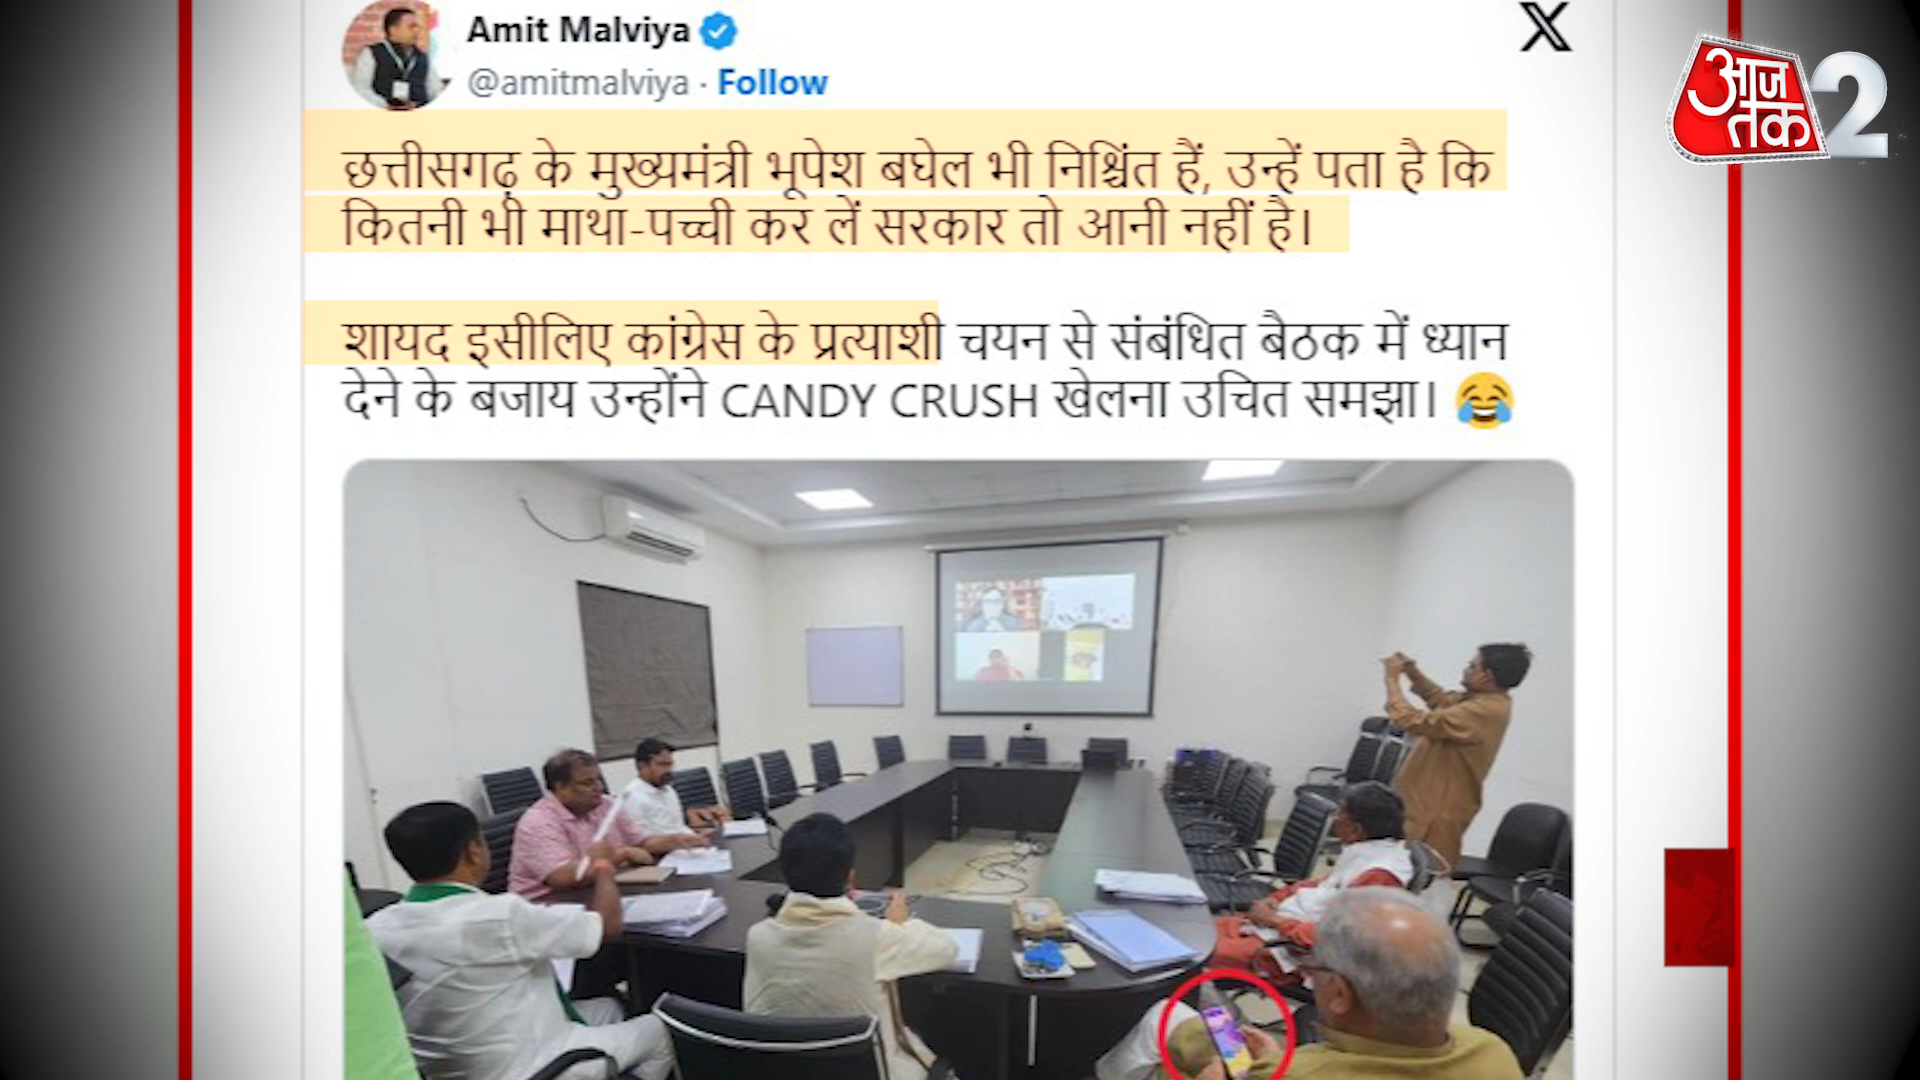 Amit Malviya
@amitmalviya · Follow
आज तक 2
छत्तीसगढ़ के मुख्यमंत्री भूपेश बघेल भी निश्चिंत हैं, उन्हें पता है कि
कितनी भी माथा-पच्ची कर लें सरकार तो आनी नहीं है।
शायद इसीलिए कांग्रेस के प्रत्याशी चयन से संबंधित बैठक में ध्यान
देने के बजाय उन्होंने CANDY CRUSH खेलना उचित समझा। 😂